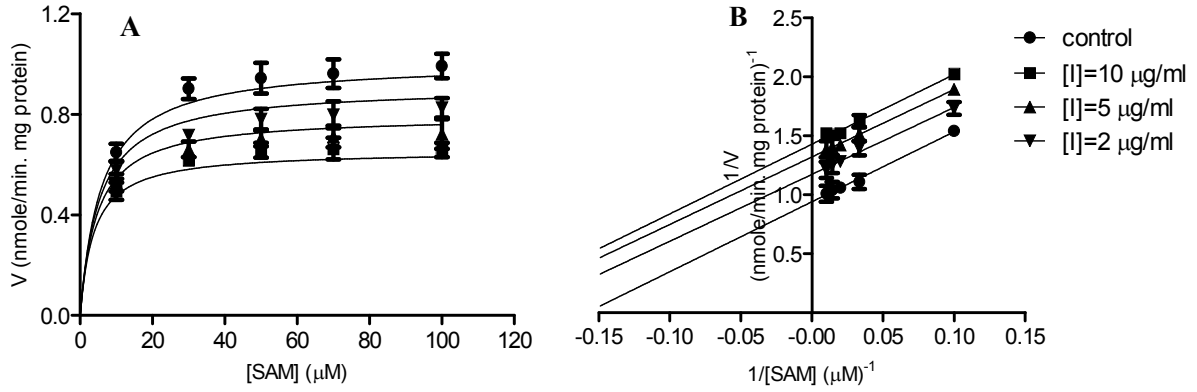 A
V (nmole/min. mg protein)
1.2
0.8
0.4
0.0
0 20 40 60 80 100 120
[SAM] (μM)
B
1/V
(nmole/min. mg protein)⁻¹
2.5
2.0
1.5
1.0
0.5
-0.15 -0.10 -0.05 -0.00 0.05 0.10 0.15
1/[SAM] (μM)⁻¹
control
[I]=10 μg/ml
[I]=5 μg/ml
[I]=2 μg/ml